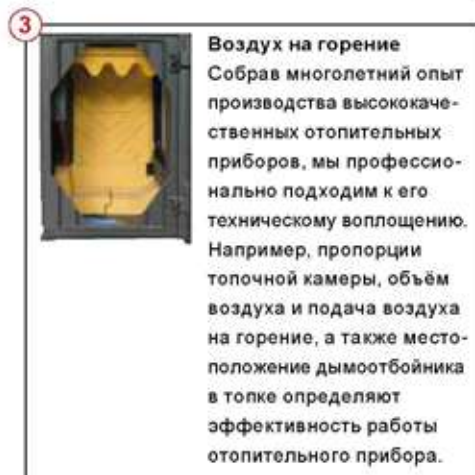 3
Воздух на горение
Собрав многолетний опыт
производства высококаче-
ственных отопительных
приборов, мы профессио-
нально подходим к его
техническому воплощению.
Например, пропорции
топочной камеры, объём
воздуха и подача воздуха
на горение, а также место-
положение дымоотбойника
в топке определяют
эффективность работы
отопительного прибора.